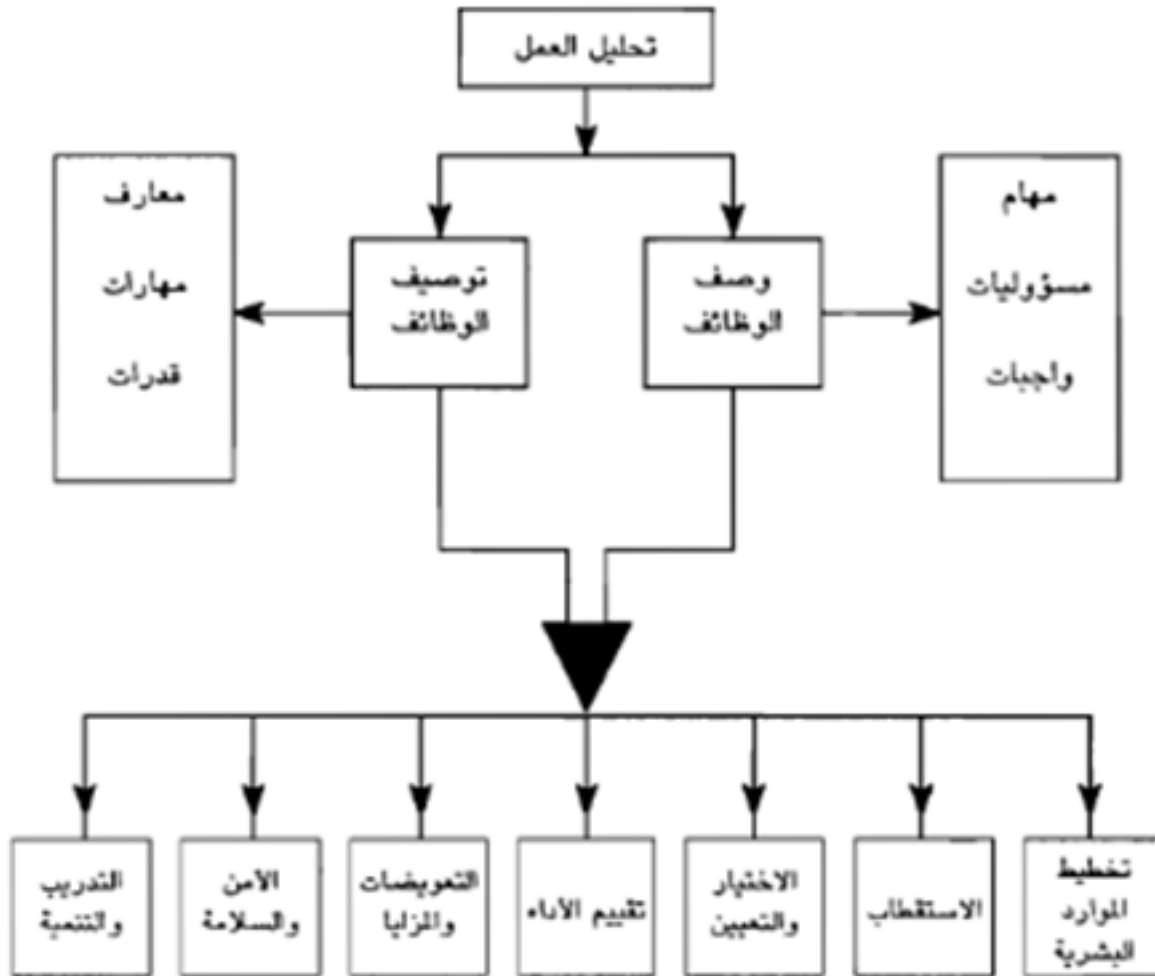 تحليل العمل
مهام
مسؤوليات
واجبات
وصف
الوظائف
توصيف
الوظائف
معارف
مهارات
قدرات
تخطيط
الموارد
البشرية
الاستقطاب
الاختيار
والتعيين
تقييم الأداء
التعويضات
والمزايا
الأمن
والسلامة
التدريب
والتنمية